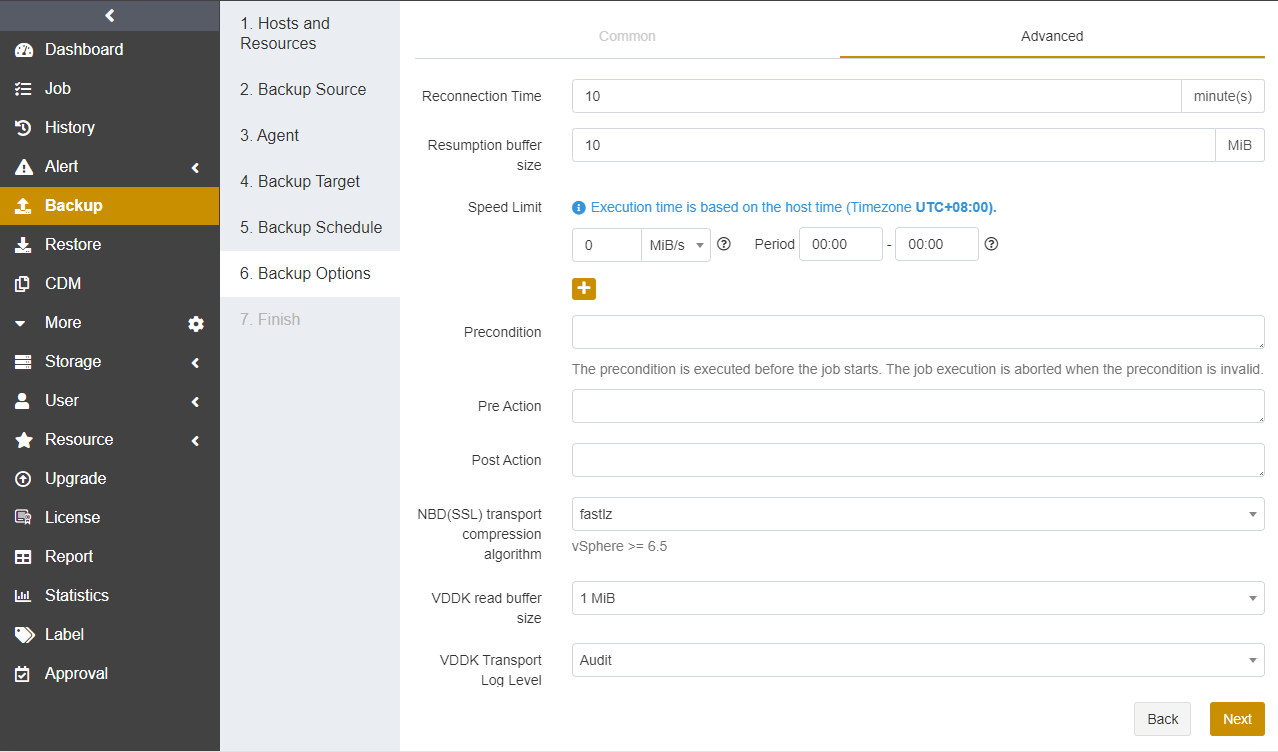 Dashboard
Job
History
Alert
Backup
Restore
CDM
More
Storage
User
Resource
Upgrade
License
Report
Statistics
Label
Approval
1. Hosts and
Resources
2. Backup Source
3. Agent
4. Backup Target
5. Backup Schedule
6. Backup Options
7. Finish
Common
Advanced
Reconnection Time
10
minute(s)
Resumption buffer
size
10
MiB
Speed Limit
Execution time is based on the host time (Timezone UTC+08:00).
0
MiB/s
Period
00:00
-
00:00
Precondition
The precondition is executed before the job starts. The job execution is aborted when the precondition is invalid.
Pre Action
Post Action
NBD(SSL) transport
compression
algorithm
fastlz
vSphere >= 6.5
VDDK read buffer
size
1 MiB
VDDK Transport
Log Level
Audit
Back
Next